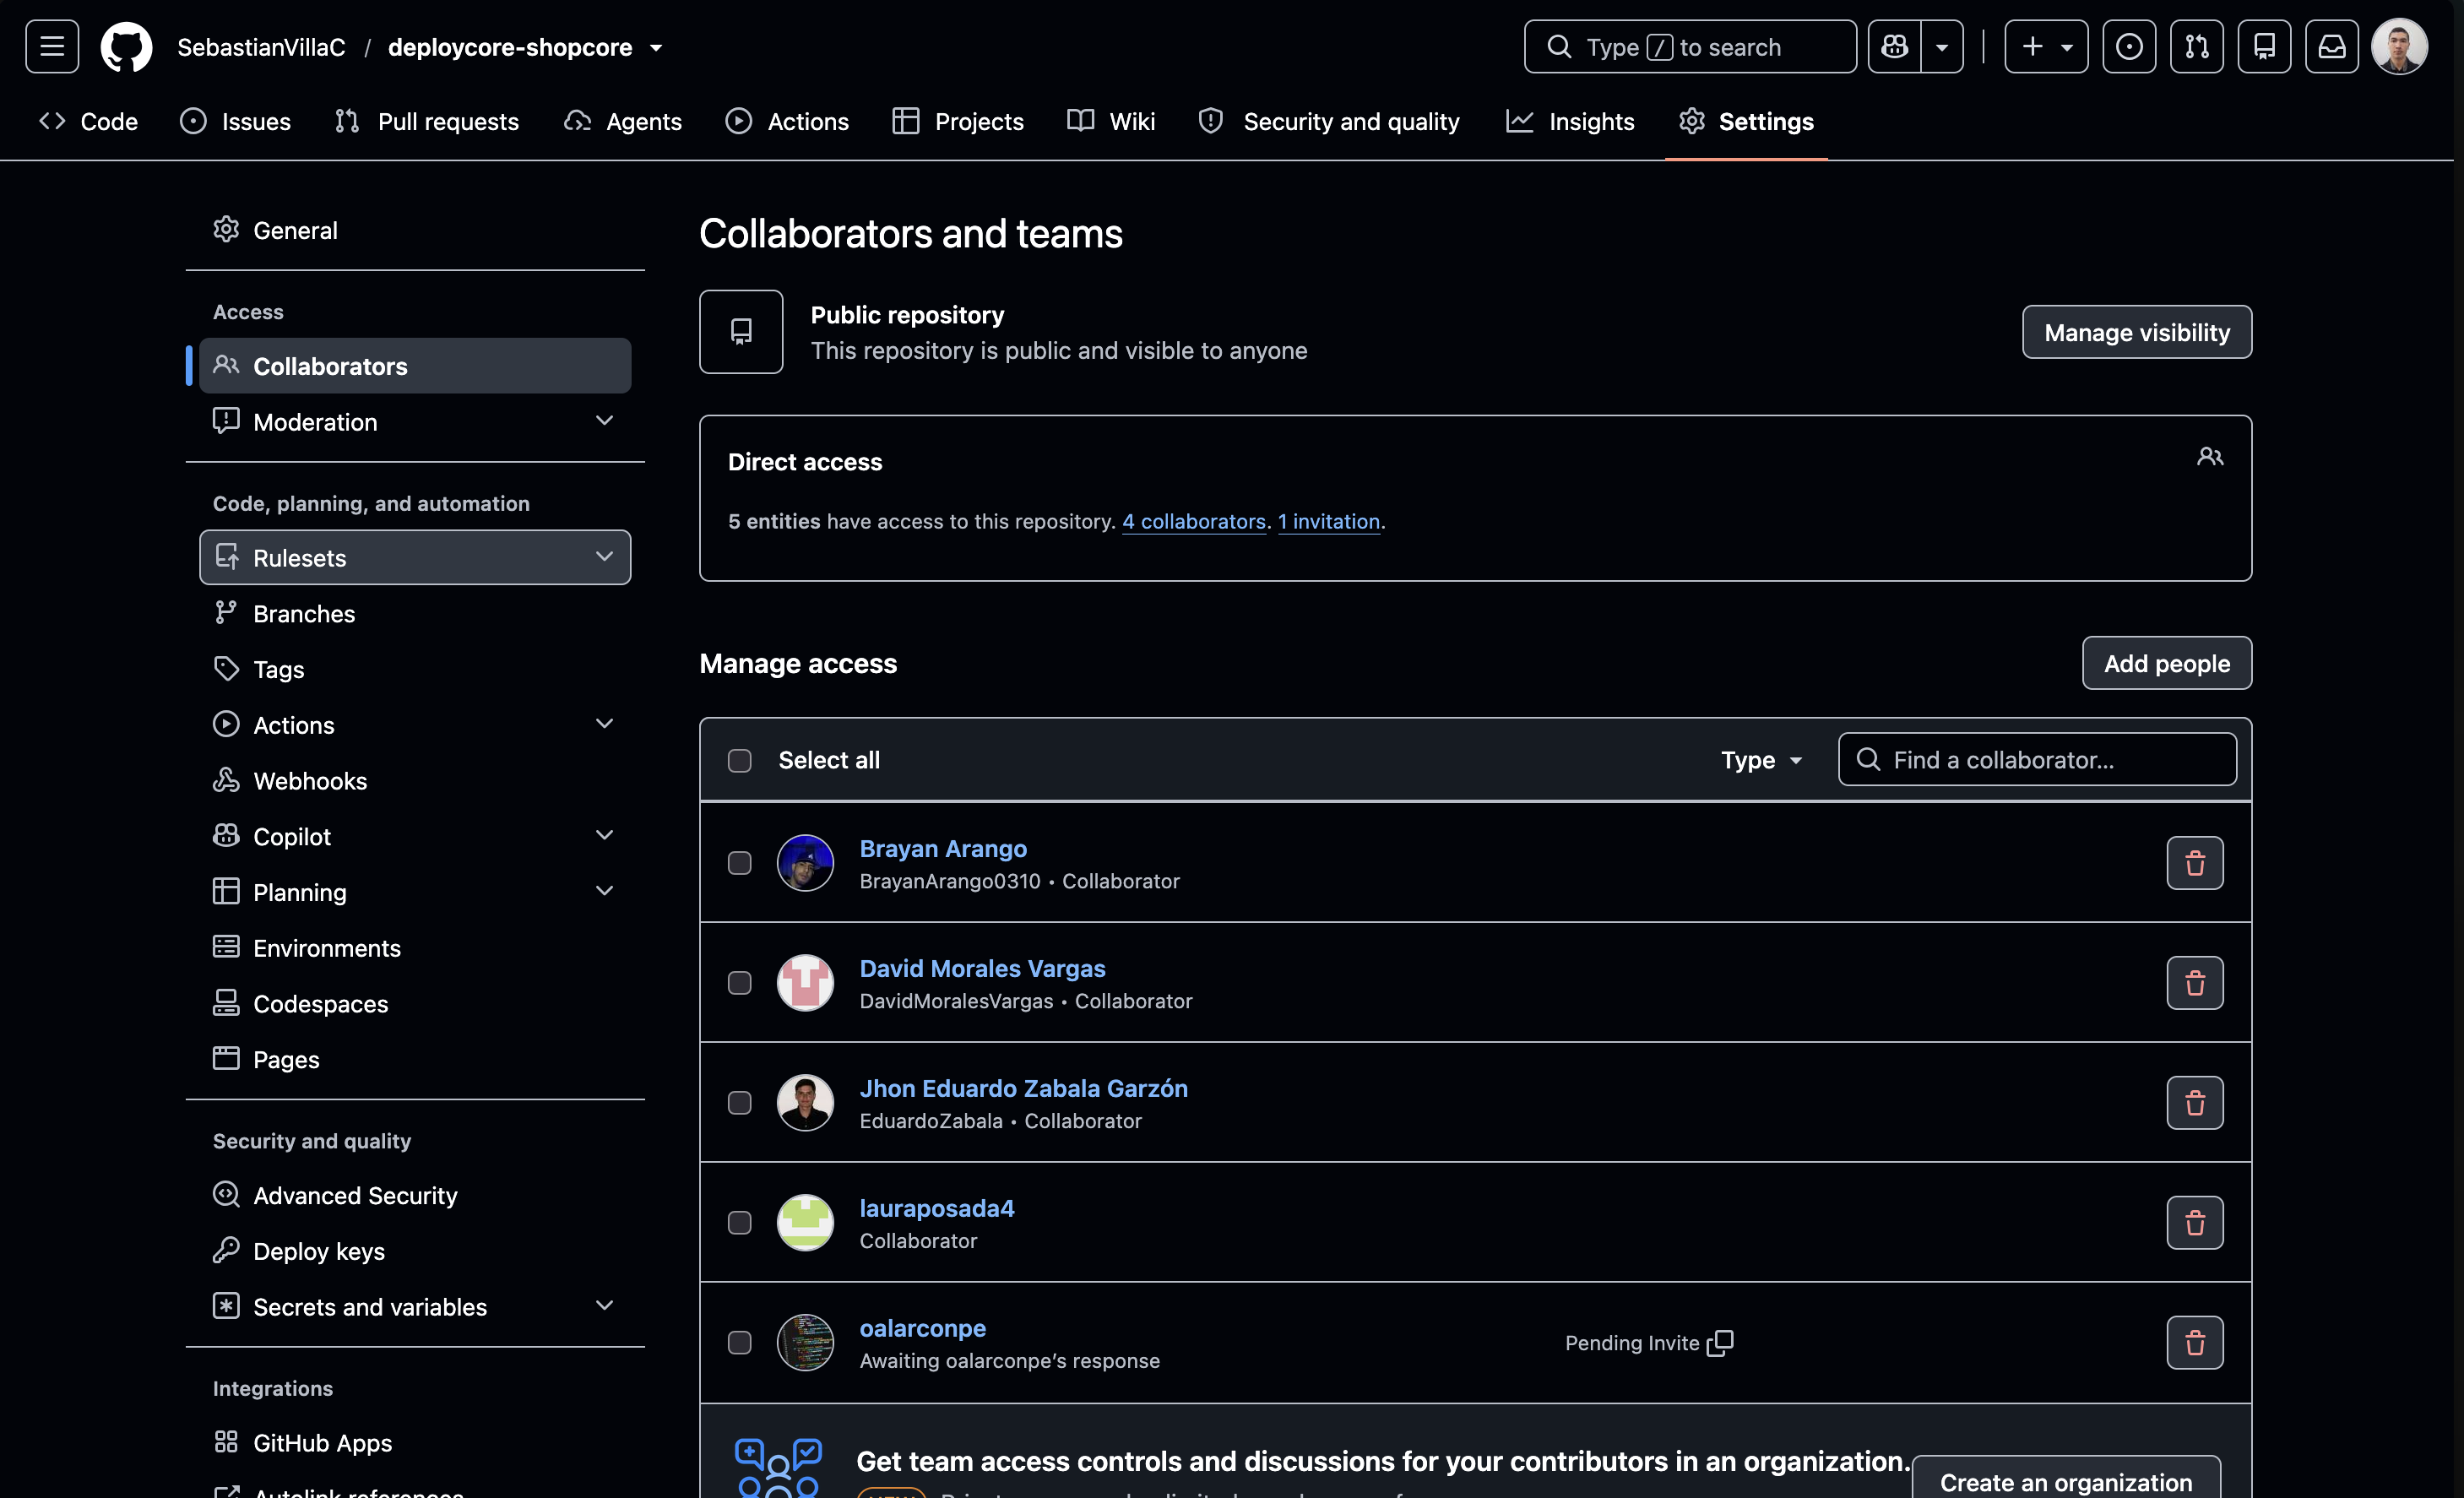 SebastianVillaC / deploycore-shopcore
Type / to search
Code
Issues
Pull requests
Agents
Actions
Projects
Wiki
Security and quality
Insights
Settings
General
Access
Collaborators
Moderation
Code, planning, and automation
Rulesets
Branches
Tags
Actions
Webhooks
Copilot
Planning
Environments
Codespaces
Pages
Security and quality
Advanced Security
Deploy keys
Secrets and variables
Integrations
GitHub Apps
Autolink references
Collaborators and teams
Public repository
This repository is public and visible to anyone
Manage visibility
Direct access
5 entities have access to this repository. 4 collaborators. 1 invitation.
Manage access
Add people
Select all
Type
Find a collaborator...
Brayan Arango
BrayanArango0310 • Collaborator
David Morales Vargas
DavidMoralesVargas • Collaborator
Jhon Eduardo Zabala Garzón
EduardoZabala • Collaborator
lauraposada4
Collaborator
oalarconpe
Awaiting oalarconpe’s response
Pending Invite
Get team access controls and discussions for your contributors in an organization.
Create an organization